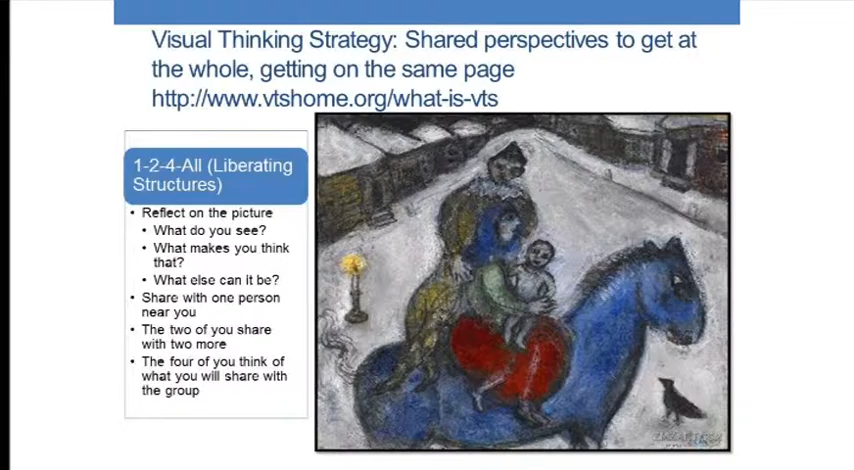 Visual Thinking Strategy: Shared perspectives to get at
the whole, getting on the same page
http://www.vtshome.org/what-is-vts
1-2-4-All (Liberating
Structures)
• Reflect on the picture
• What do you see?
• What makes you think
that?
• What else can it be?
• Share with one person
near you
• The two of you share
with two more
• The four of you think of
what you will share with
the group